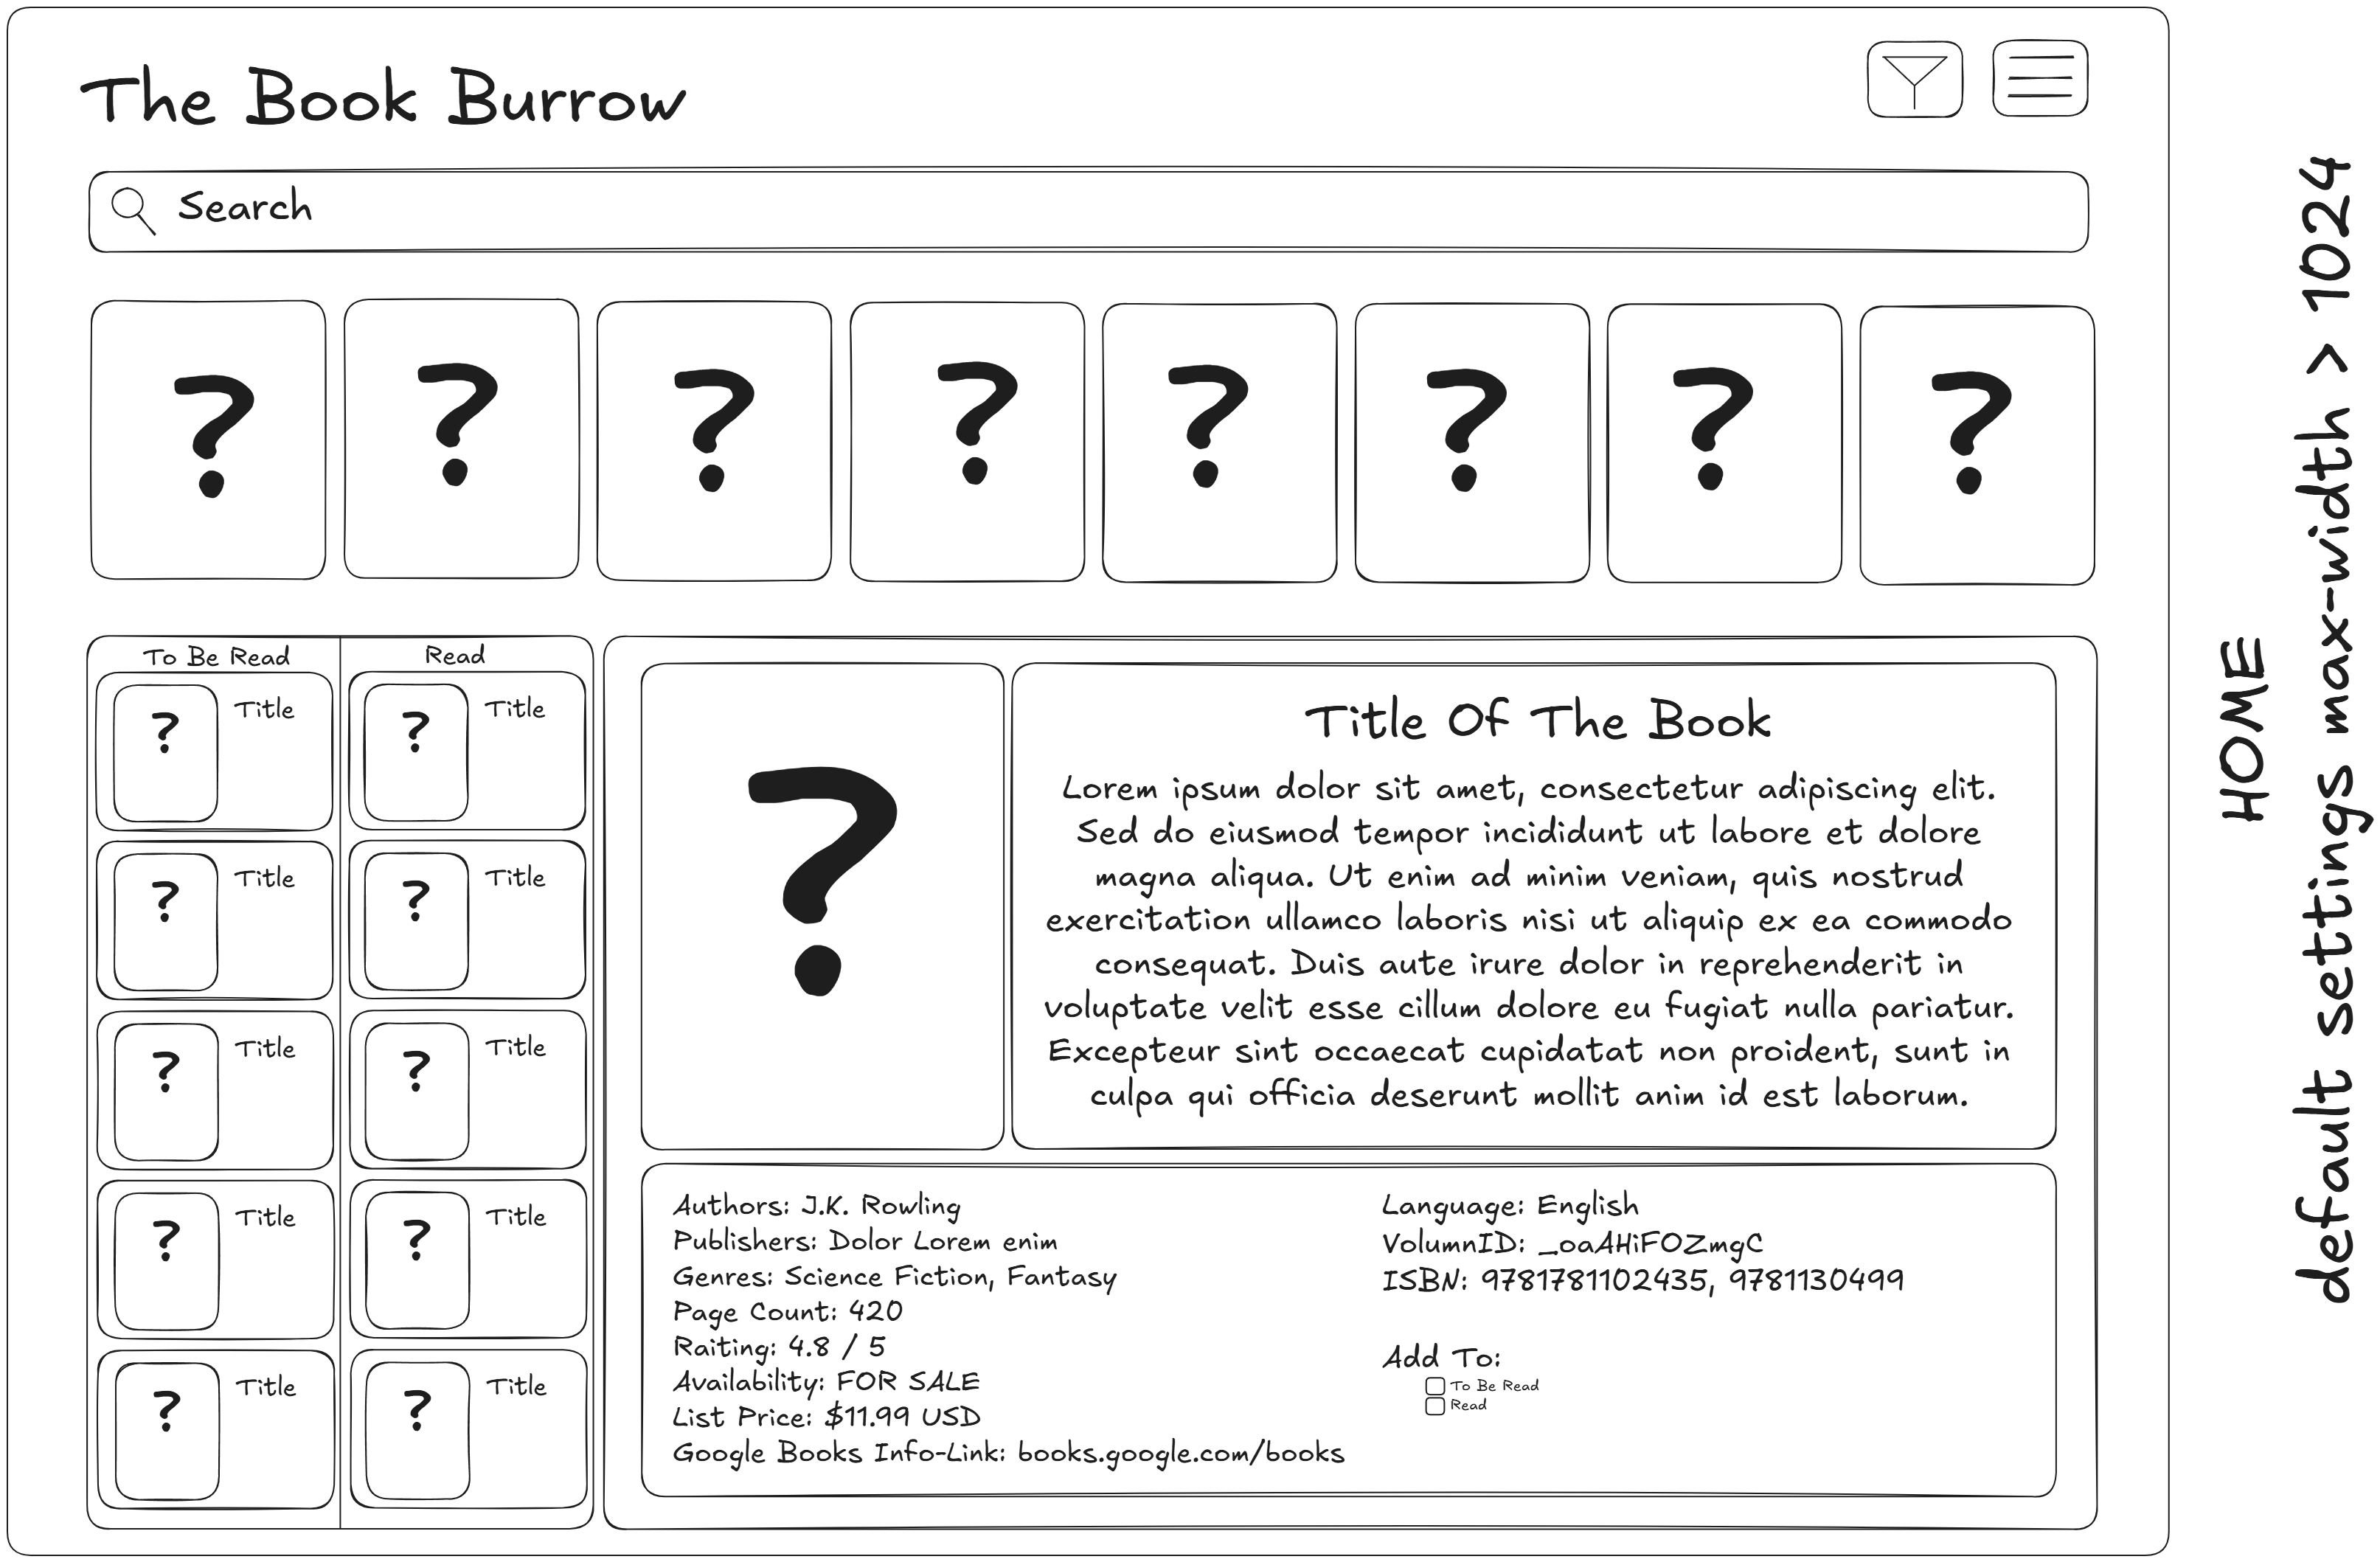 The Book Burrow
Search
?
?
?
?
?
?
?
?
To Be Read
Read
?
Title
?
Title
?
Title
?
Title
?
Title
?
Title
?
Title
?
Title
?
Title
?
Title
?
Title Of The Book
Lorem ipsum dolor sit amet, consectetur adipiscing elit.
Sed do eiusmod tempor incididunt ut labore et dolore
magna aliqua. Ut enim ad minim veniam, quis nostrud
exercitation ullamco laboris nisi ut aliquip ex ea commodo
consequat. Duis aute irure dolor in reprehenderit in
voluptate velit esse cillum dolore eu fugiat nulla pariatur.
Excepteur sint occaecat cupidatat non proident, sunt in
culpa qui officia deserunt mollit anim id est laborum.
Authors: J.K. Rowling
Publishers: Dolor Lorem enim
Genres: Science Fiction, Fantasy
Page Count: 420
Raiting: 4.8 / 5
Availability: FOR SALE
List Price: $11.99 USD
Google Books Info-Link: books.google.com/books
Language: English
VolumnID: _oaAHiFOZmgC
ISBN: 9781781102435, 9781130499
Add To:
To Be Read
Read
HOME
default settings max-width > 1024